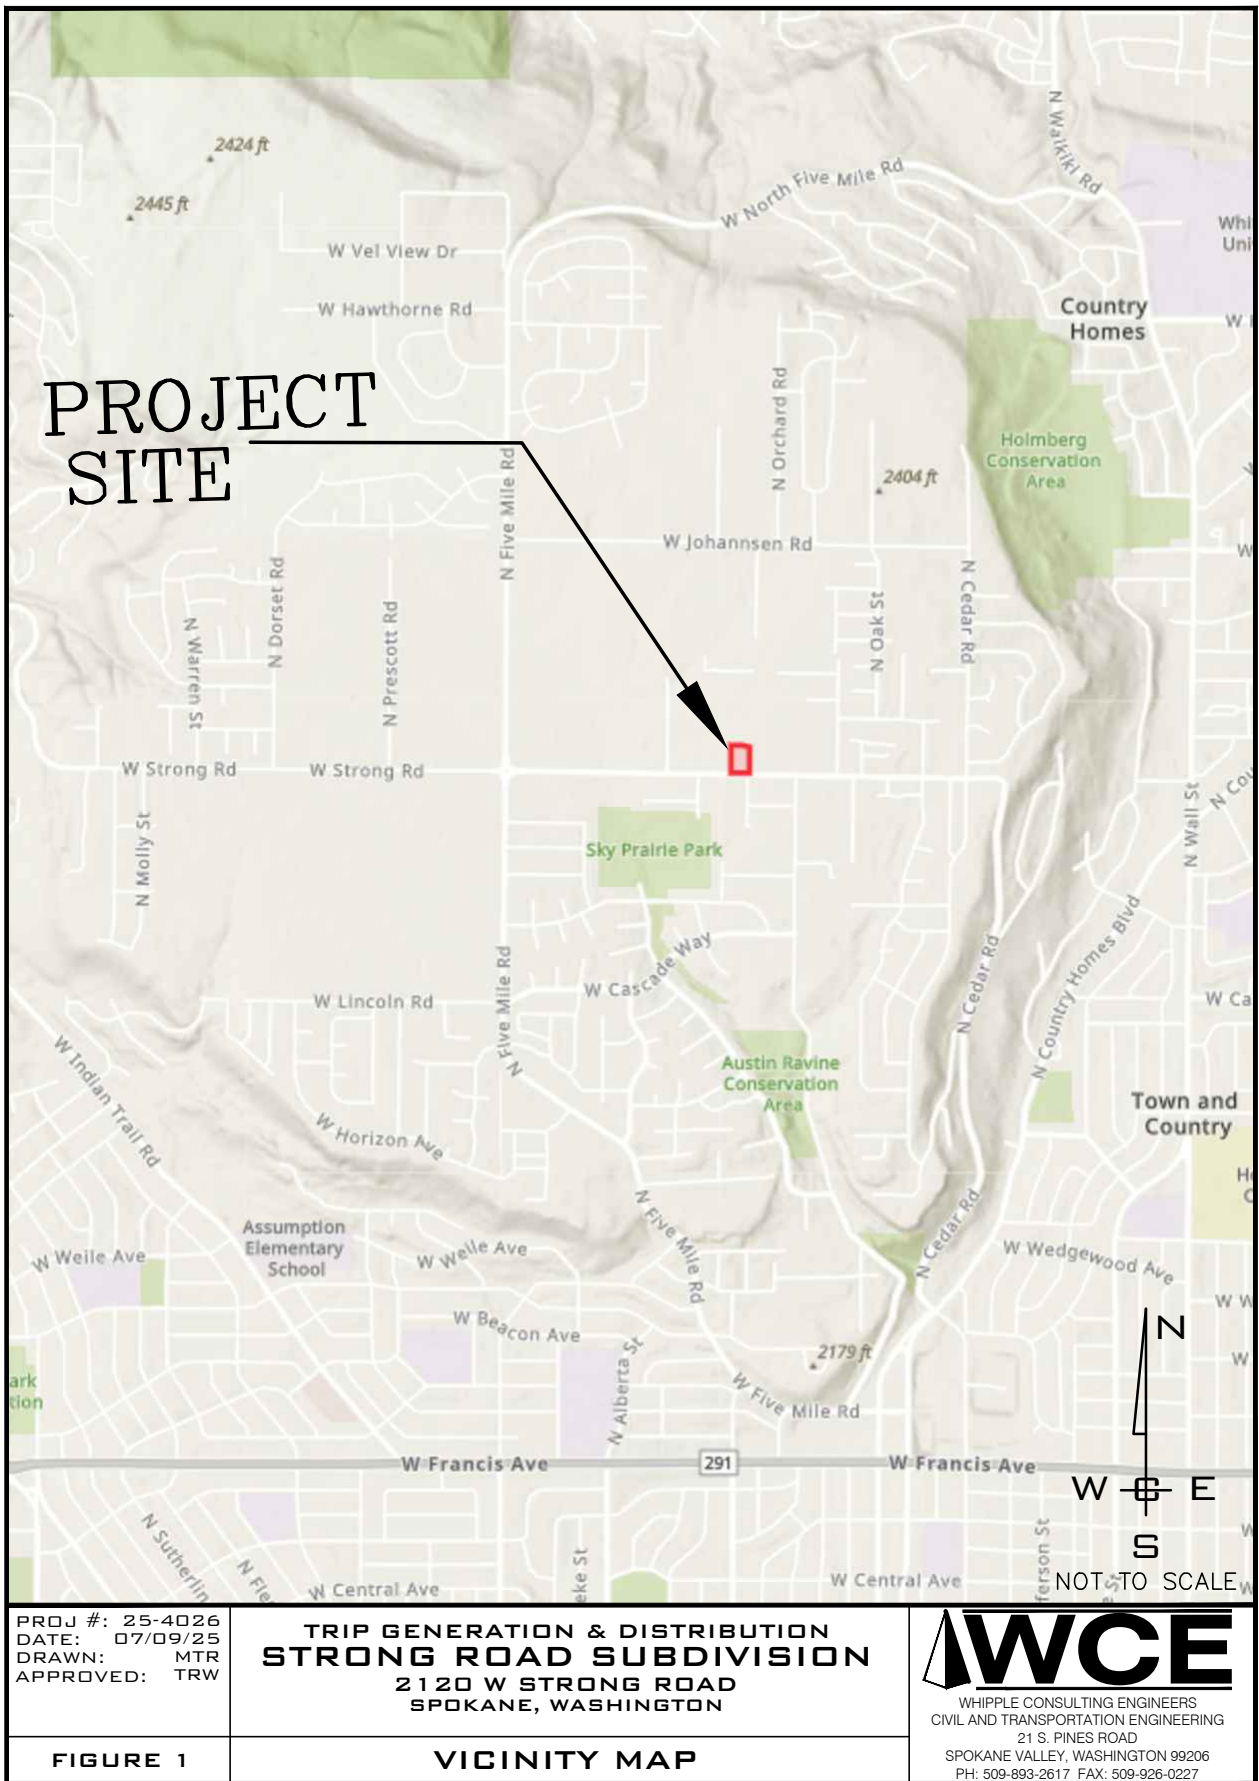 2424 ft
2445 ft
W Vel View Dr
W Hawthorne Rd
W North Five Mile Rd
N Waikiki Rd
Country
Homes
PROJECT
SITE
N Five Mile Rd
N Orchard Rd
2404 ft
Holmberg
Conservation
Area
W Johannsen Rd
N Dorset Rd
N Prescott Rd
N Warren St
N Oak St
N Cedar Rd
W Strong Rd
W Strong Rd
N Molly St
Sky Prairie Park
N Wall St
N Five Mile Rd
W Cascade Way
W Lincoln Rd
N Cedar Rd
N Country Homes Blvd
W Indian Trail Rd
Austin Ravine
Conservation
Area
Town and
Country
W Horizon Ave
Assumption
Elementary
School
W Weile Ave
W Welle Ave
N Five Mile Rd
N Cedar Rd
W Wedgewood Ave
W Beacon Ave
N Alberta St
2179 ft
W Five Mile Rd
W Francis Ave
291
W Francis Ave
N
W C E
S
NOT TO SCALE
N Sutherlin
W Central Ave
W Central Ave
PROJ #: 25-4026
DATE: 07/09/25
DRAWN: MTR
APPROVED: TRW
FIGURE 1
TRIP GENERATION & DISTRIBUTION
STRONG ROAD SUBDIVISION
2120 W STRONG ROAD
SPOKANE, WASHINGTON
VICINITY MAP
WCE
WHIPPLE CONSULTING ENGINEERS
CIVIL AND TRANSPORTATION ENGINEERING
21 S. PINES ROAD
SPOKANE VALLEY, WASHINGTON 99206
PH: 509-893-2617 FAX: 509-926-0227